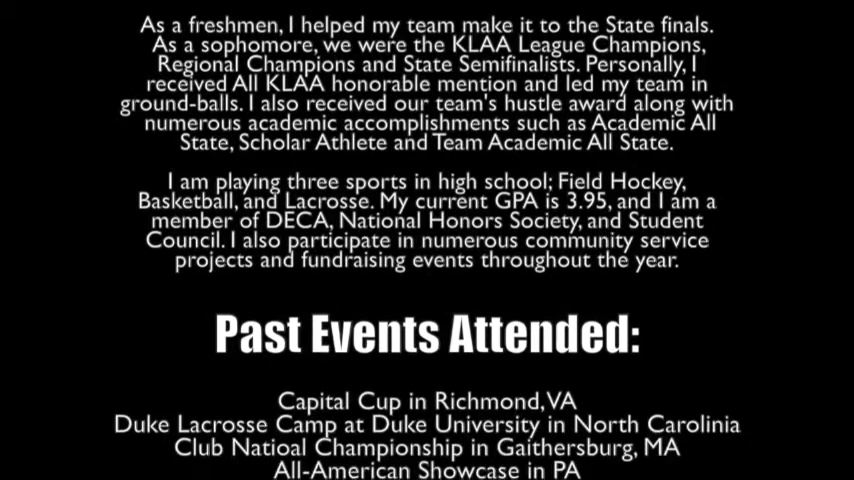 As a freshmen, I helped my team make it to the State finals.
As a sophomore, we were the KLAA League Champions,
Regional Champions and State Semifinalists. Personally, I
received All KLAA honorable mention and led my team in
ground-balls. I also received our team's hustle award along with
numerous academic accomplishments such as Academic All
State, Scholar Athlete and Team Academic All State.
I am playing three sports in high school; Field Hockey,
Basketball, and Lacrosse. My current GPA is 3.95, and I am a
member of DECA, National Honors Society, and Student
Council. I also participate in numerous community service
projects and fundraising events throughout the year.
Past Events Attended:
Capital Cup in Richmond, VA
Duke Lacrosse Camp at Duke University in North Carolinia
Club Natioal Championship in Gaithersburg, MA
All-American Showcase in PA